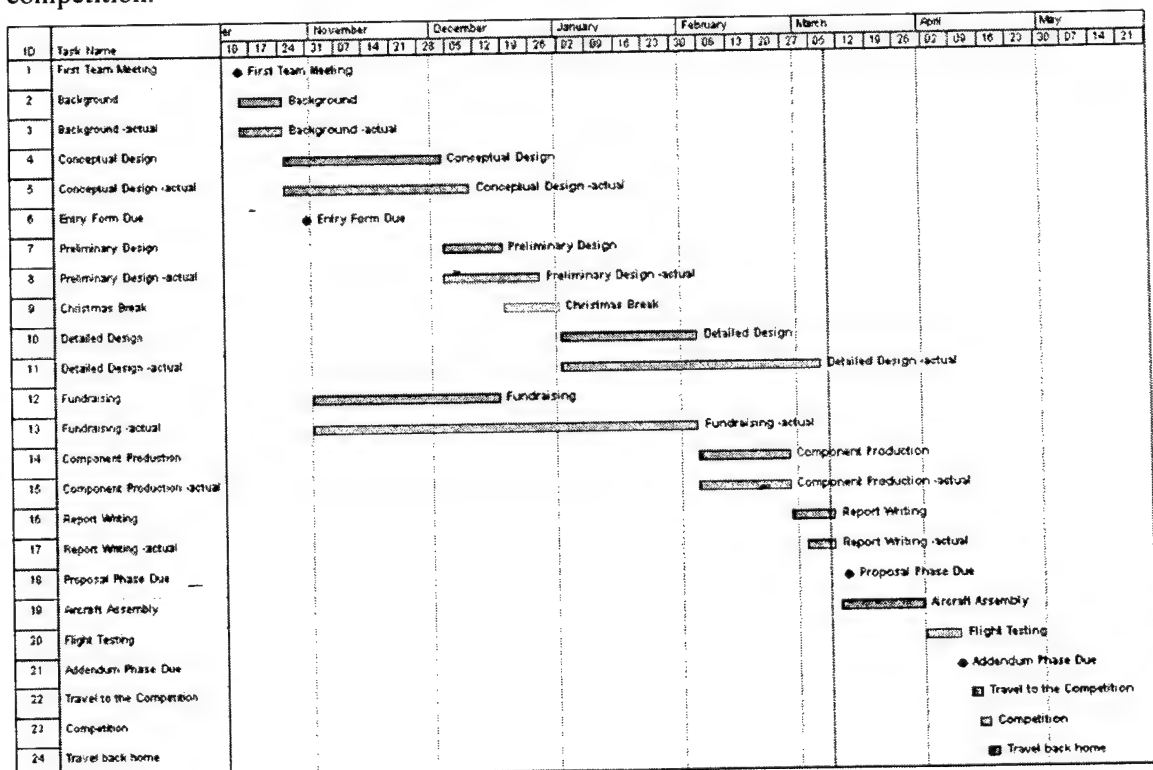 competition.
er November December January February March April May
ID Task Name 10 17 24 31 07 14 21 28 05 12 19 26 02 09 16 23 30 06 13 20 27 05 12 19 26 02 09 16 23 30 07 14 21
1 First Team Meeting First Team Meeting
2 Background Background
3 Background -actual Background -actual
4 Conceptual Design Conceptual Design
5 Conceptual Design -actual Conceptual Design -actual
6 Entry Form Due Entry Form Due
7 Preliminary Design Preliminary Design
8 Preliminary Design -actual Preliminary Design -actual
9 Christmas Break Christmas Break
10 Detailed Design Detailed Design
11 Detailed Design -actual Detailed Design -actual
12 Fundraising Fundraising
13 Fundraising -actual Fundraising -actual
14 Component Production Component Production
15 Component Production -actual Component Production -actual
16 Report Writing Report Writing
17 Report Writing -actual Report Writing -actual
18 Proposal Phase Due Proposal Phase Due
19 Aircraft Assembly Aircraft Assembly
20 Flight Testing Flight Testing
21 Addendum Phase Due Addendum Phase Due
22 Travel to the Competition Travel to the Competition
23 Competition Competition
24 Travel back home Travel back home